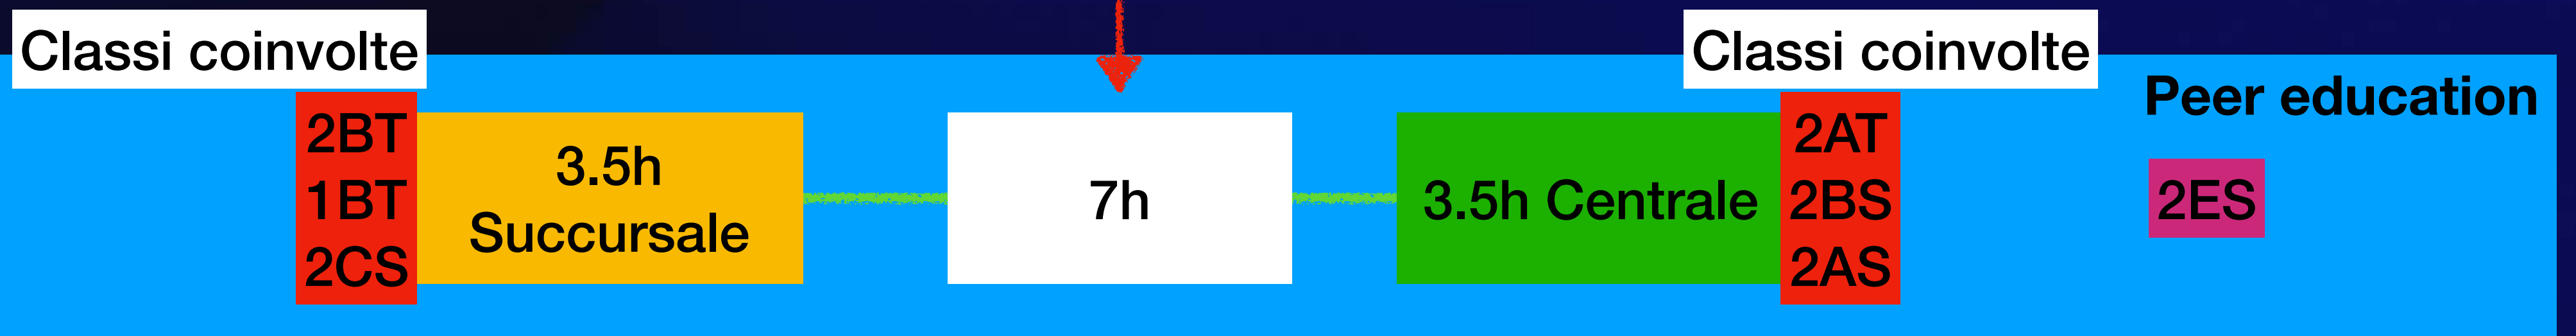 Classi coinvolte
2BT
1BT
2CS
3.5h
Succursale
7h
3.5h Centrale
Classi coinvolte
2AT
2BS
2AS
Peer education
2ES